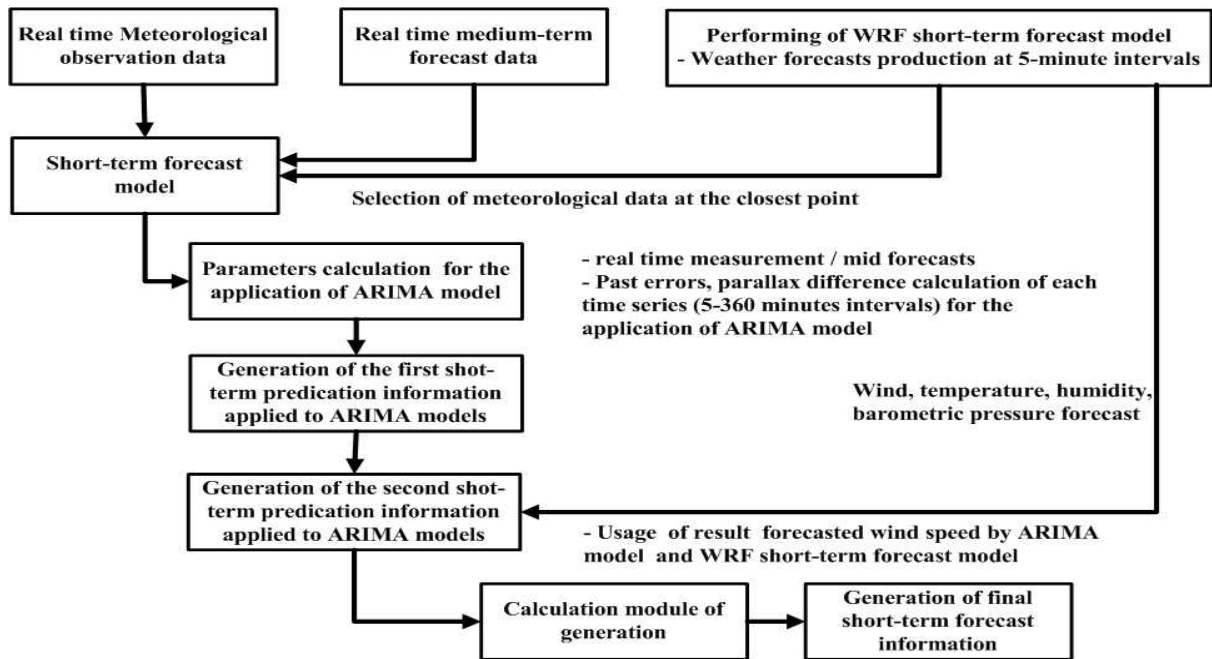 Real time Meteorological
observation data
Real time medium-term
forecast data
Performing of WRF short-term forecast model
- Weather forecasts production at 5-minute intervals
Short-term forecast
model
Selection of meteorological data at the closest point
Parameters calculation for the
application of ARIMA model
- real time measurement / mid forecasts
- Past errors, parallax difference calculation of each
time series (5-360 minutes intervals) for the
application of ARIMA model
Generation of the first shot-
term predication information
applied to ARIMA models
Wind, temperature, humidity,
barometric pressure forecast
Generation of the second shot-
term predication information
applied to ARIMA models
- Usage of result forecasted wind speed by ARIMA
model and WRF short-term forecast model
Calculation module of
generation
Generation of final
short-term forecast
information